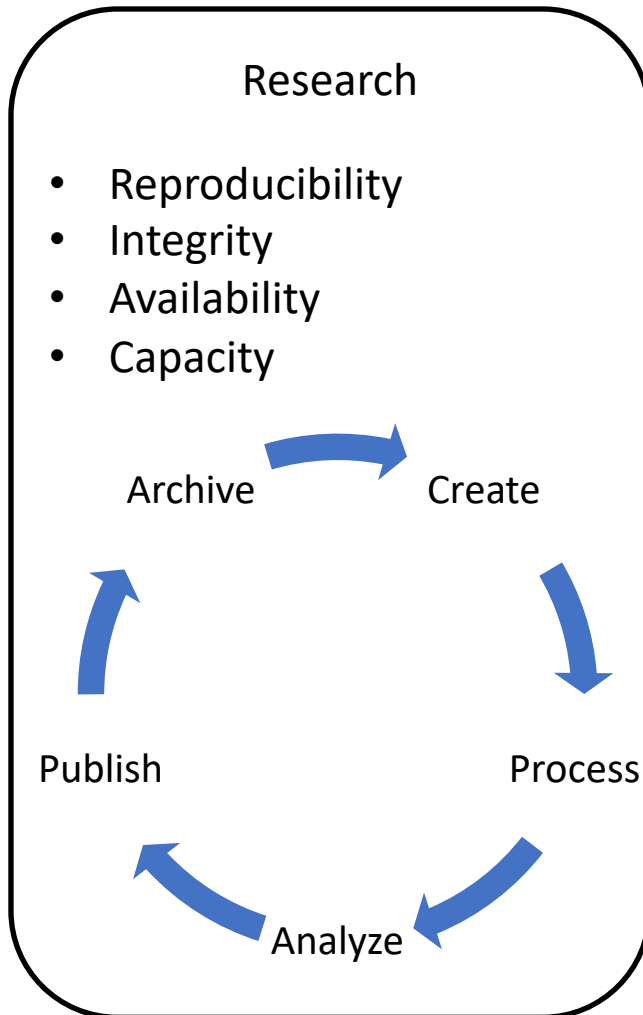 Research
• Reproducibility
• Integrity
• Availability
• Capacity
Archive
Create
Publish
Process
Analyze